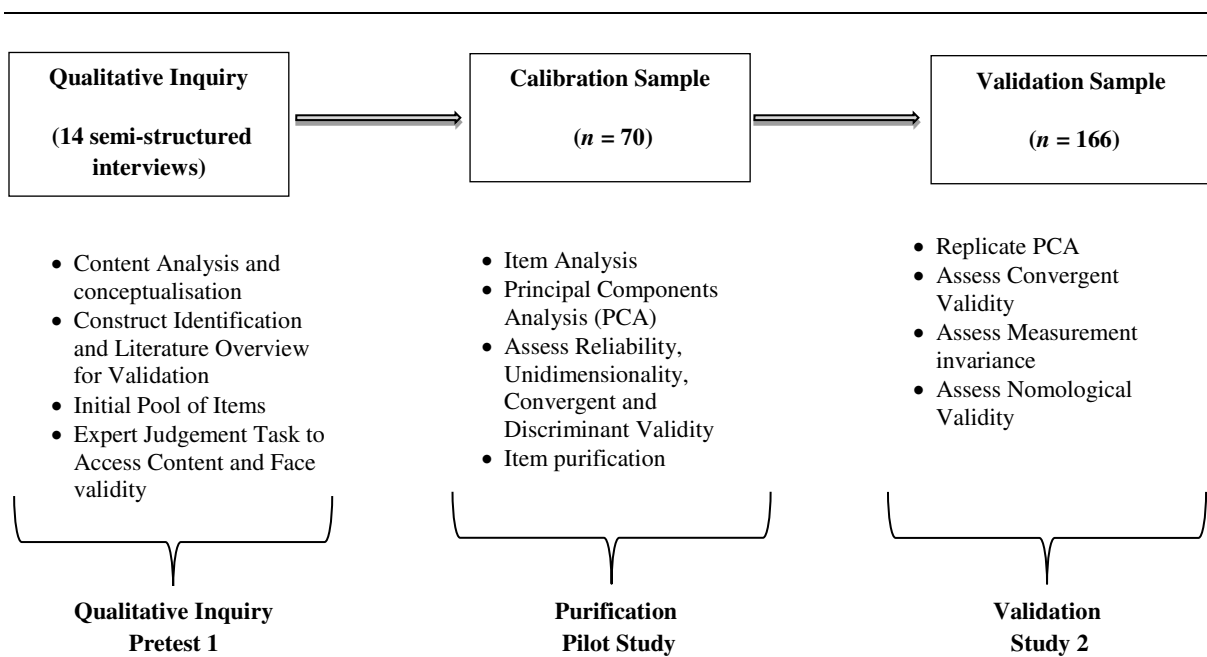 Qualitative Inquiry
(14 semi-structured
interviews)
Calibration Sample
(n = 70)
Validation Sample
(n = 166)
• Content Analysis and
conceptualisation
• Construct Identification
and Literature Overview
for Validation
• Initial Pool of Items
• Expert Judgement Task to
Access Content and Face
validity
• Item Analysis
• Principal Components
Analysis (PCA)
• Assess Reliability,
Unidimensionality,
Convergent and
Discriminant Validity
• Item purification
• Replicate PCA
• Assess Convergent
Validity
• Assess Measurement
invariance
• Assess Nomological
Validity
Qualitative Inquiry
Pretest 1
Purification
Pilot Study
Validation
Study 2